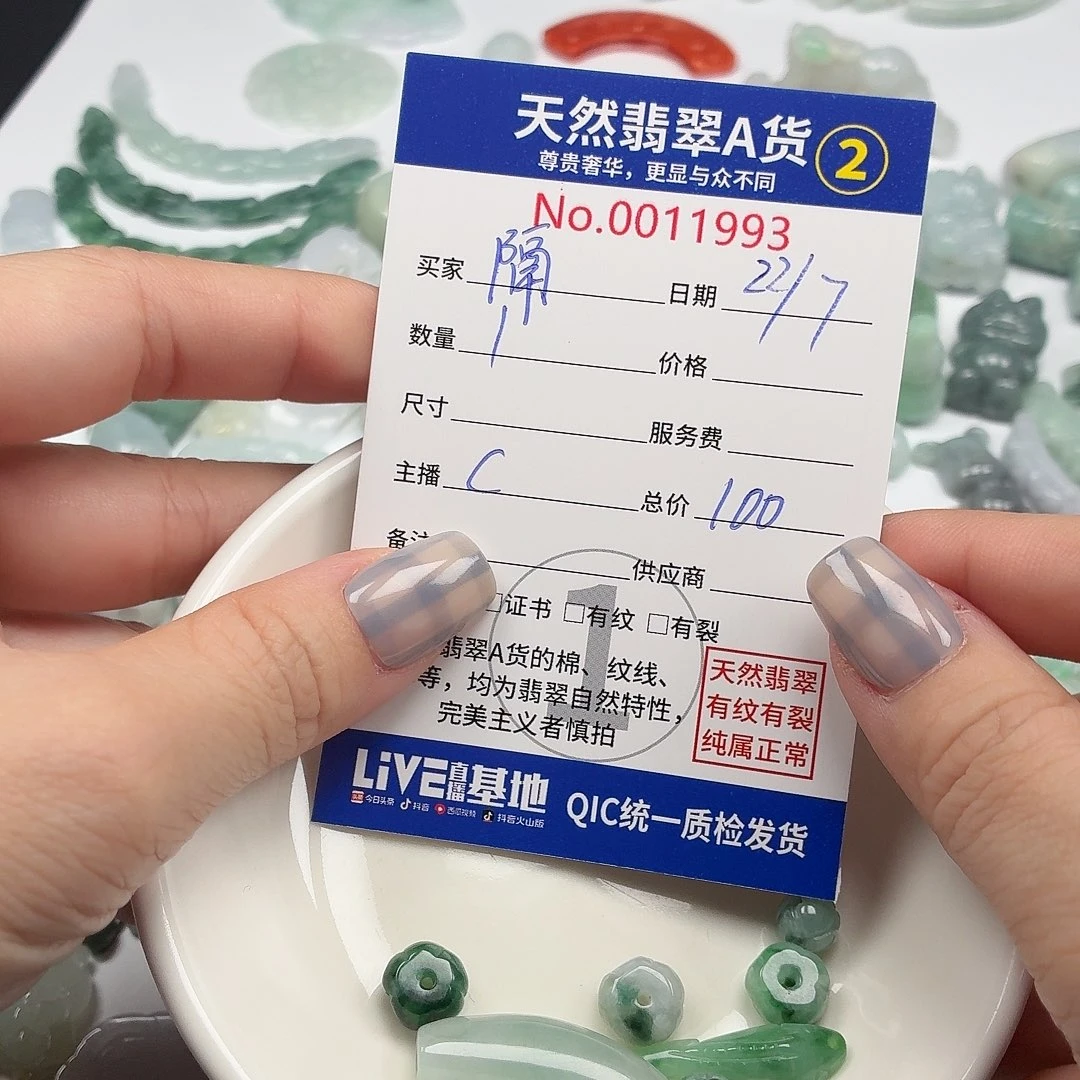 天然翡翠A货 ②
尊贵奢华，更显与众不同
No.0011993
买家 隔 日期 22/7
数量 1 价格
尺寸 服务费
主播 C 总价 100
备注 供应商
□证书 □有纹 □有裂
1
翡翠A货的棉、纹线、
等，均为翡翠自然特性，
完美主义者慎拍
天然翡翠
有纹有裂
纯属正常
LiVE直播基地
今日头条 抖音 西瓜视频 抖音火山版
QIC统一质检发货